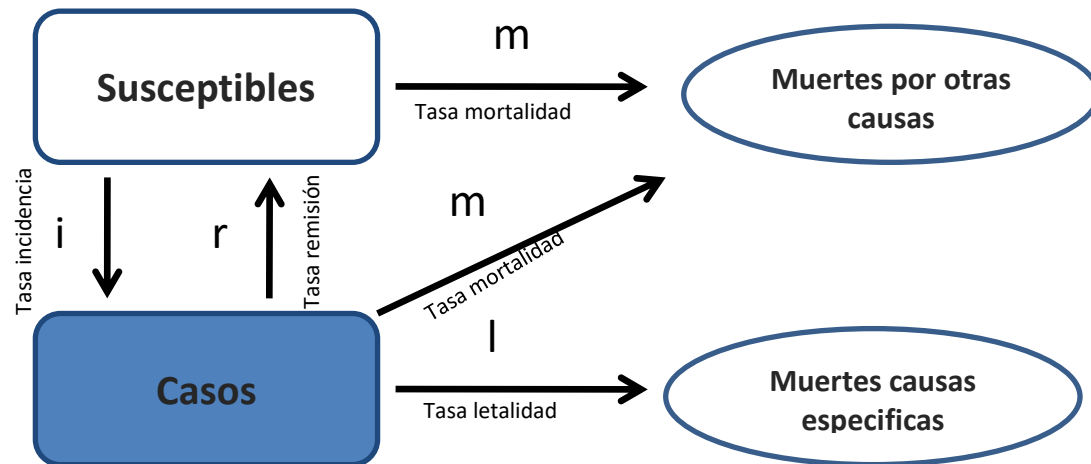 m
Susceptibles
Tasa mortalidad
Muertes por otras
causas
Tasa incidencia
i
r
Tasa remisión
m
Tasa mortalidad
Casos
l
Tasa letalidad
Muertes causas
especificas